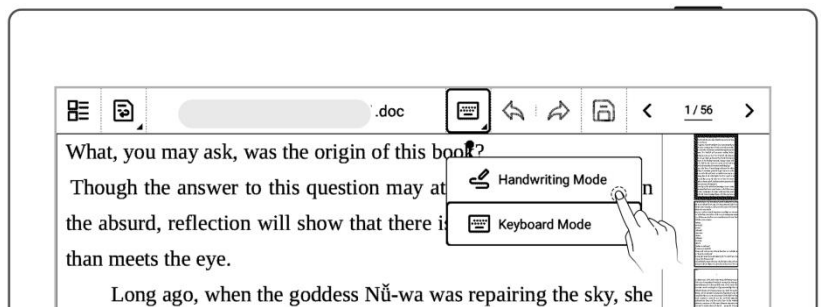 .doc
1 / 56
What, you may ask, was the origin of this book?
Handwriting Mode
Though the answer to this question may at n
the absurd, reflection will show that there is
Keyboard Mode
than meets the eye.
Long ago, when the goddess Nǚ-wa was repairing the sky, she